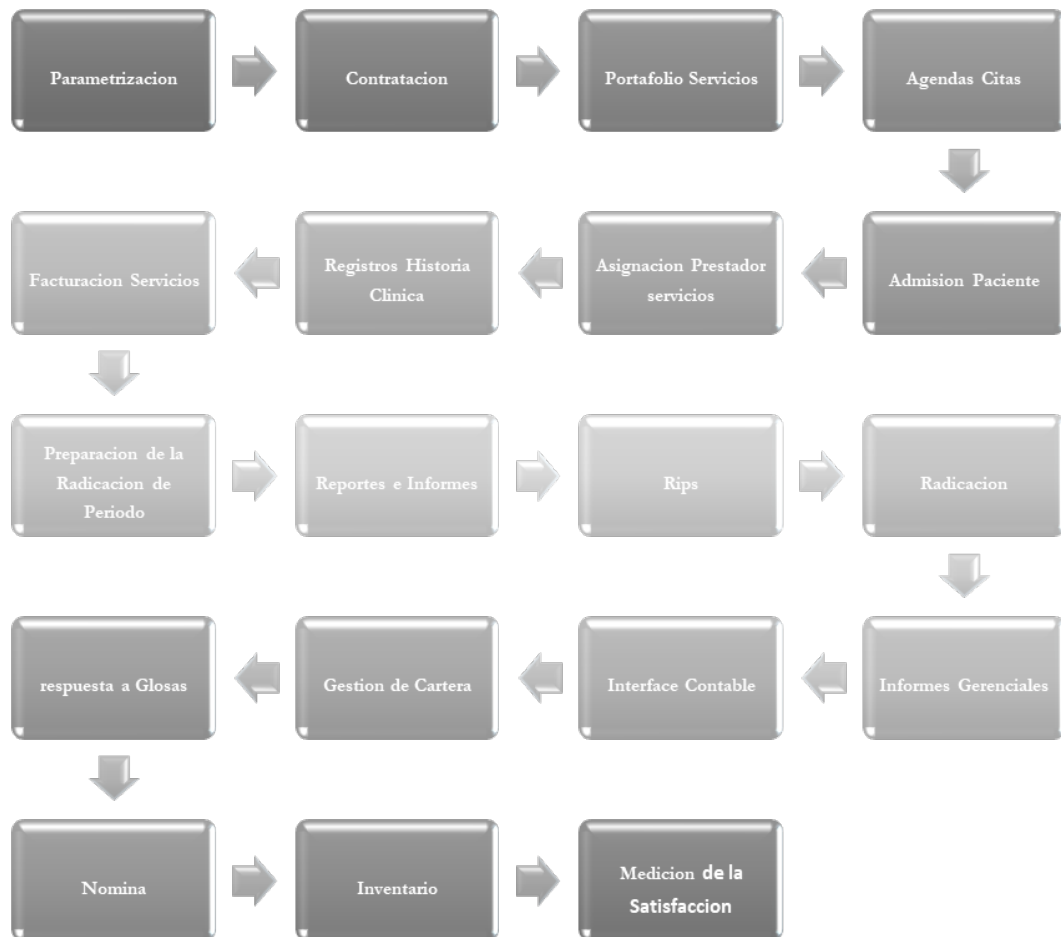 Parametrizacion
Contratacion
Portafolio Servicios
Agendas Citas
Admision Paciente
Asignacion Prestador
servicios
Registros Historia
Clinica
Facturacion Servicios
Preparacion de la
Radicacion de
Periodo
Reportes e Informes
Rips
Radicacion
Informes Gerenciales
Interface Contable
Gestion de Cartera
respuesta a Glosas
Nomina
Inventario
Medicion de la
Satisfaccion